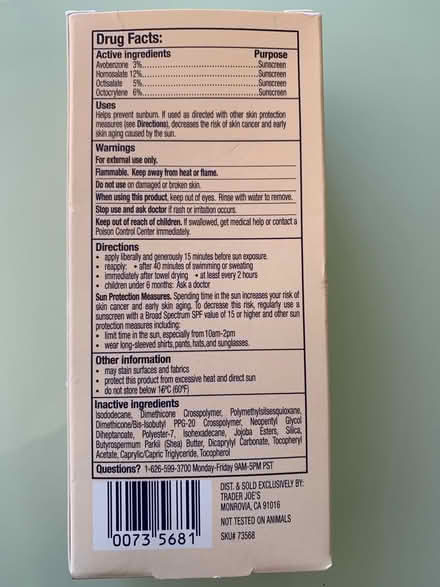 Drug Facts:
Active ingredients Purpose
Avobenzone 3%.......................................Sunscreen
Homosalate 12%.....................................Sunscreen
Octisalate 5%.......................................Sunscreen
Octocrylene 6%.....................................Sunscreen
Uses
Helps prevent sunburn. If used as directed with other skin protection
measures (see Directions), decreases the risk of skin cancer and early
skin aging caused by the sun.
Warnings
For external use only.
Flammable. Keep away from heat or flame.
Do not use on damaged or broken skin.
When using this product, keep out of eyes. Rinse with water to remove.
Stop use and ask doctor if rash or irritation occurs.
Keep out of reach of children. If swallowed, get medical help or contact a
Poison Control Center immediately.
Directions
• apply liberally and generously 15 minutes before sun exposure.
• reapply: • after 40 minutes of swimming or sweating
• immediately after towel drying • at least every 2 hours
• children under 6 months: Ask a doctor
Sun Protection Measures. Spending time in the sun increases your risk of
skin cancer and early skin aging. To decrease this risk, regularly use a
sunscreen with a Broad Spectrum SPF value of 15 or higher and other sun
protection measures including:
• limit time in the sun, especially from 10am-2pm
• wear long-sleeved shirts, pants, hats, and sunglasses.
Other information
• may stain surfaces and fabrics
• protect this product from excessive heat and direct sun
• do not store below 16ºC (60ºF)
Inactive ingredients
Isododecane, Dimethicone Crosspolymer, Polymethylsilsesquioxane,
Dimethicone/Bis-Isobutyl PPG-20 Crosspolymer, Neopentyl Glycol
Diheptanoate, Polyester-7, Isohexadecane, Jojoba Esters, Silica,
Butyrospermum Parkii (Shea) Butter, Dicaprylyl Carbonate, Tocopheryl
Acetate, Caprylic/Capric Triglyceride, Tocopherol
Questions? 1-626-599-3700 Monday-Friday 9AM-5PM PST
0073 5681
DIST. & SOLD EXCLUSIVELY BY:
TRADER JOE'S
MONROVIA, CA 91016
NOT TESTED ON ANIMALS
SKU# 73568